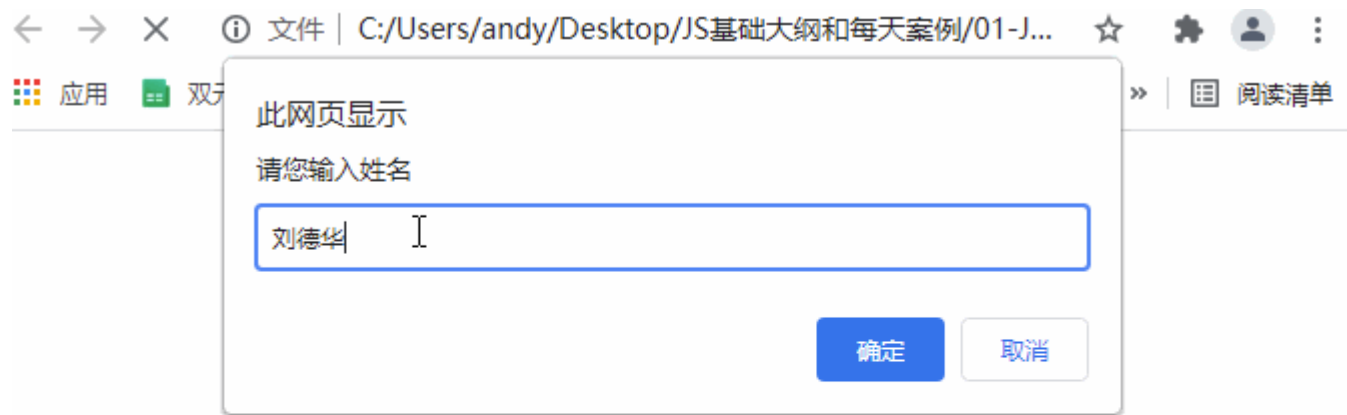 文件 | C:/Users/andy/Desktop/JS基础大纲和每天案例/01-J...
应用 双 » 阅读清单
此网页显示
请您输入姓名
刘德华
确定 取消